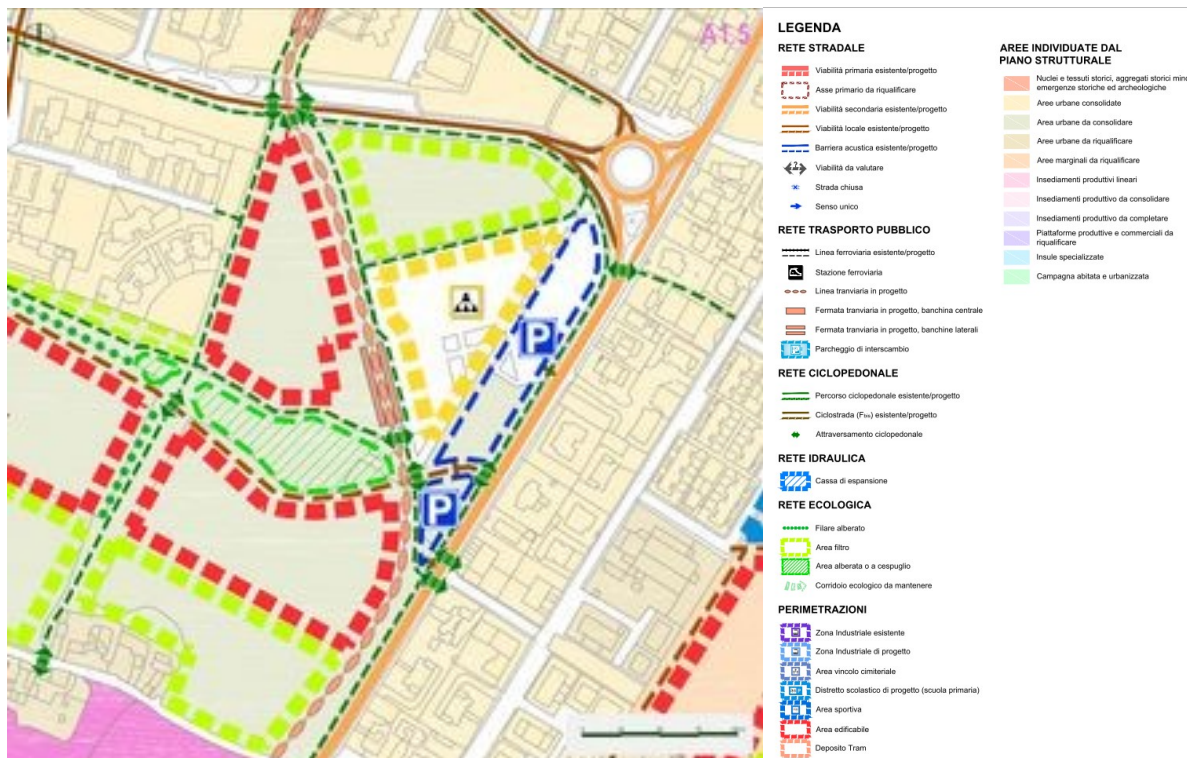 A1.5
P
P
LEGENDA
RETE STRADALE
Viabilità primaria esistente/progetto
Asse primario da riqualificare
Viabilità secondaria esistente/progetto
Viabilità locale esistente/progetto
Barriera acustica esistente/progetto
?
Viabilità da valutare
Strada chiusa
Senso unico
RETE TRASPORTO PUBBLICO
Linea ferroviaria esistente/progetto
Stazione ferroviaria
Linea tranviaria in progetto
Fermata tranviaria in progetto, banchina centrale
Fermata tranviaria in progetto, banchine laterali
P
Parcheggio di interscambio
RETE CICLOPEDONALE
Percorso ciclopedonale esistente/progetto
Ciclostrada (Fbis) esistente/progetto
Attraversamento ciclopedonale
RETE IDRAULICA
Cassa di espansione
RETE ECOLOGICA
Filare alberato
Area filtro
Area alberata o a cespuglio
Corridoio ecologico da mantenere
PERIMETRAZIONI
Zona Industriale esistente
Zona Industriale di progetto
Area vincolo cimiteriale
Distretto scolastico di progetto (scuola primaria)
Area sportiva
Area edificabile
Deposito Tram
AREE INDIVIDUATE DAL
PIANO STRUTTURALE
Nuclei e tessuti storici, aggregati storici mino
emergenze storiche ed archeologiche
Aree urbane consolidate
Area urbane da consolidare
Aree urbane da riqualificare
Aree marginali da riqualificare
Insediamenti produttivi lineari
Insediamenti produttivo da consolidare
Insediamenti produttivo da completare
Piattaforme produttive e commerciali da
riqualificare
Insule specializzate
Campagna abitata e urbanizzata